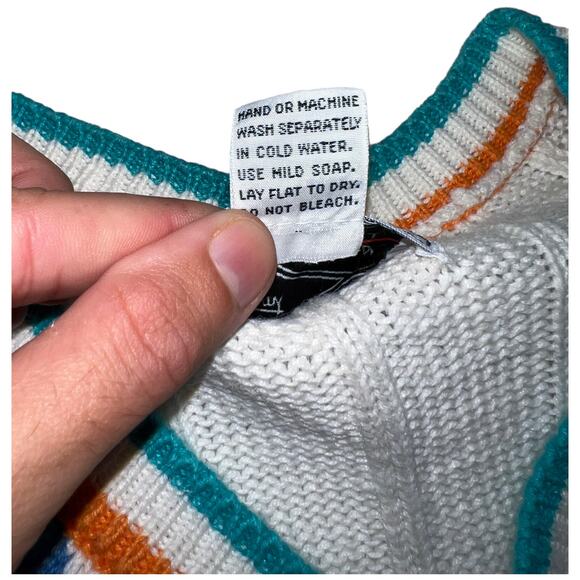 HAND OR MACHINE
WASH SEPARATELY
IN COLD WATER.
USE MILD SOAP.
LAY FLAT TO DRY.
DO NOT BLEACH.